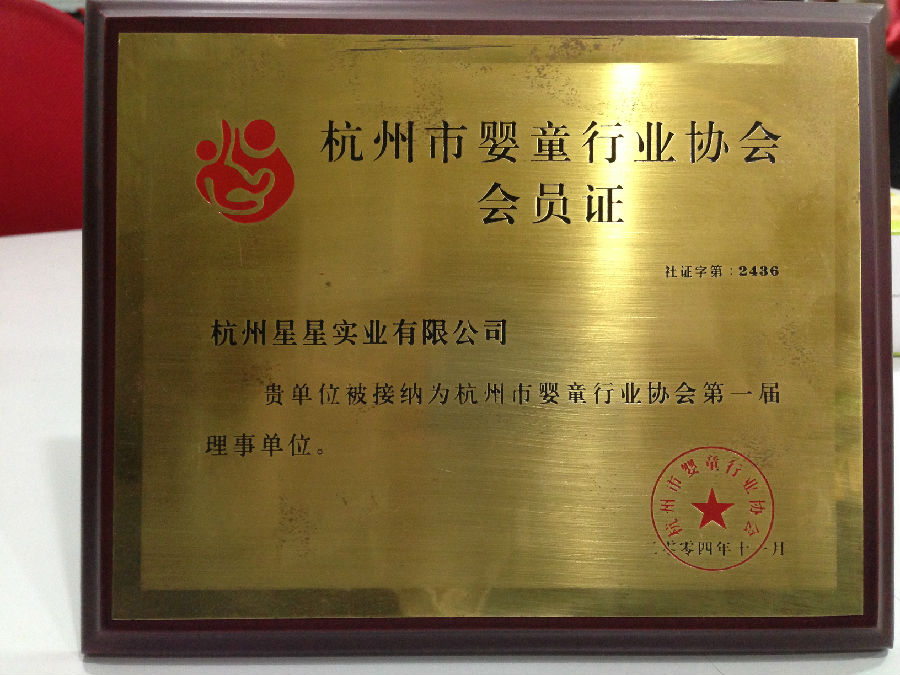 杭州市婴童行业协会
会员证
社证字第：2436
杭州星星实业有限公司
贵单位被接纳为杭州市婴童行业协会第一届
理事单位。
杭州市婴童行业协会
二零零四年十一月